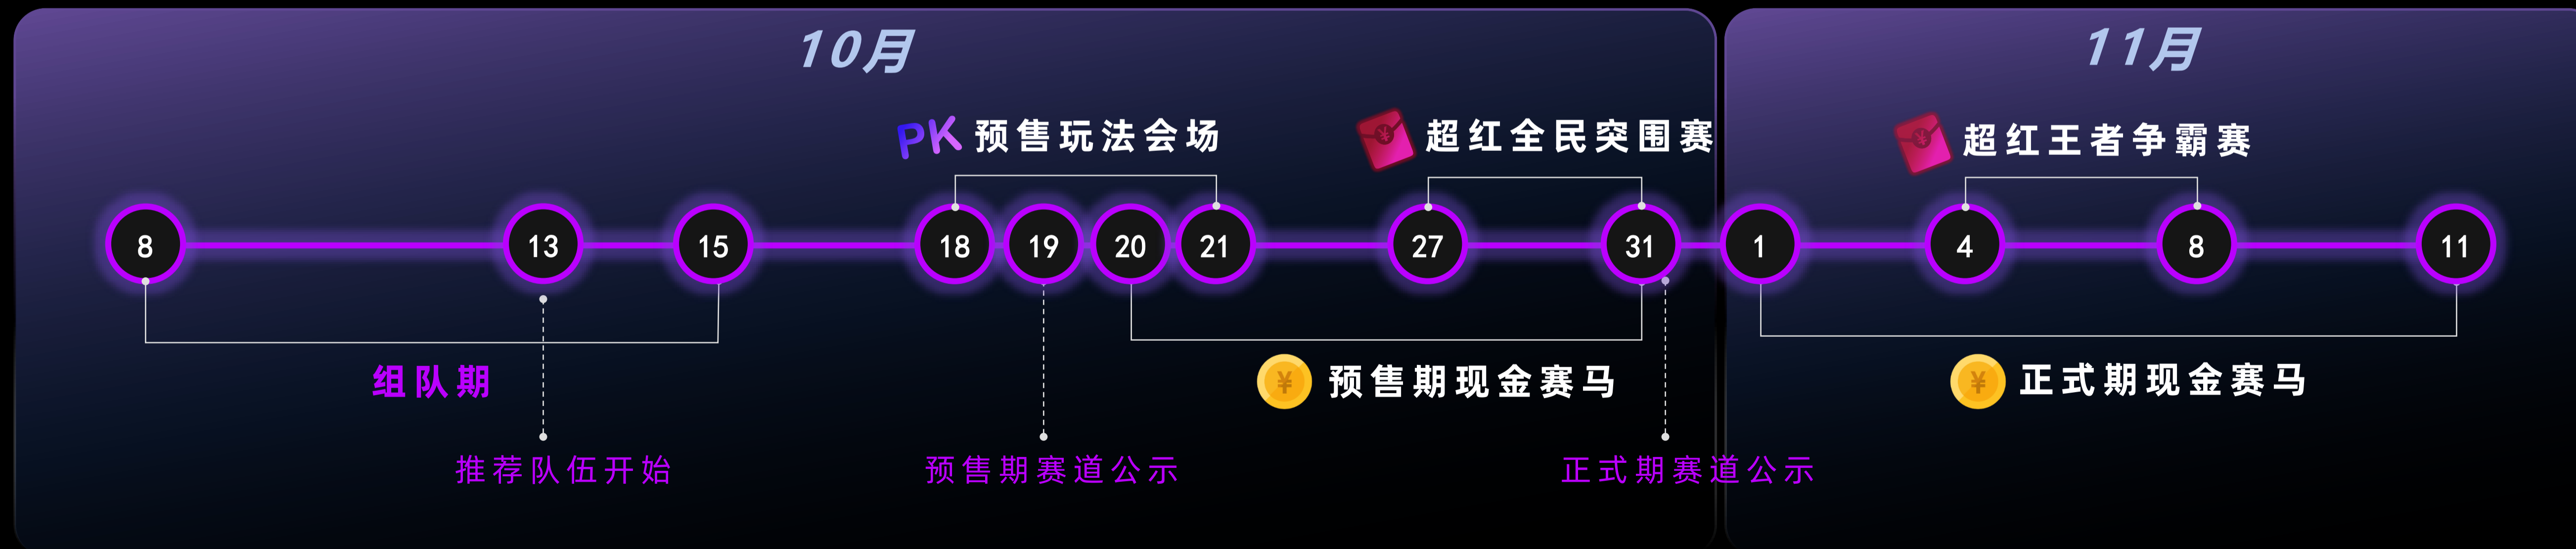 10月
11月
PK 预售玩法会场
超红全民突围赛
超红王者争霸赛
8
13
15
18
19
20
21
27
31
1
4
8
11
组队期
¥ 预售期现金赛马
¥ 正式期现金赛马
推荐队伍开始
预售期赛道公示
正式期赛道公示